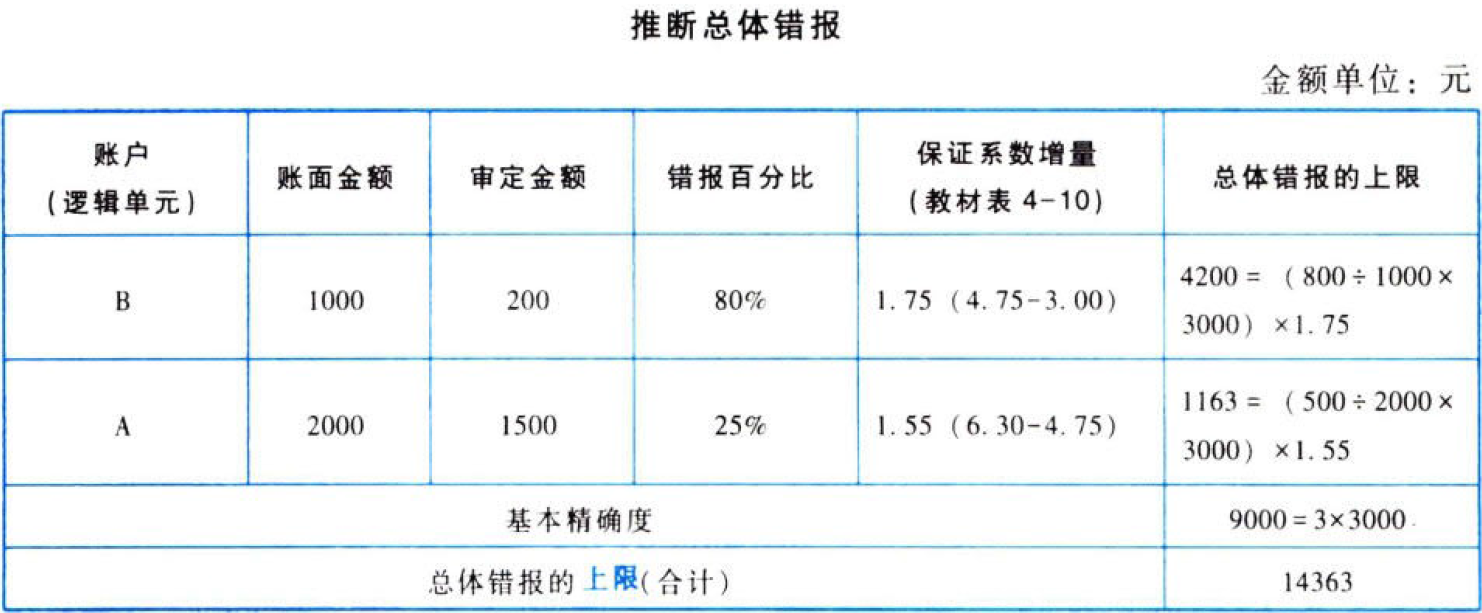 推断总体错报
金额单位：元
账户
(逻辑单元)
账面金额
审定金额
错报百分比
保证系数增量
(教材表 4-10)
总体错报的上限
B
1000
200
80%
1.75 (4.75-3.00)
4200 = （800÷1000×
3000）×1.75
A
2000
1500
25%
1.55 (6.30-4.75)
1163 = （500÷2000×
3000）×1.55
基本精确度
9000=3×3000
总体错报的上限(合计)
14363